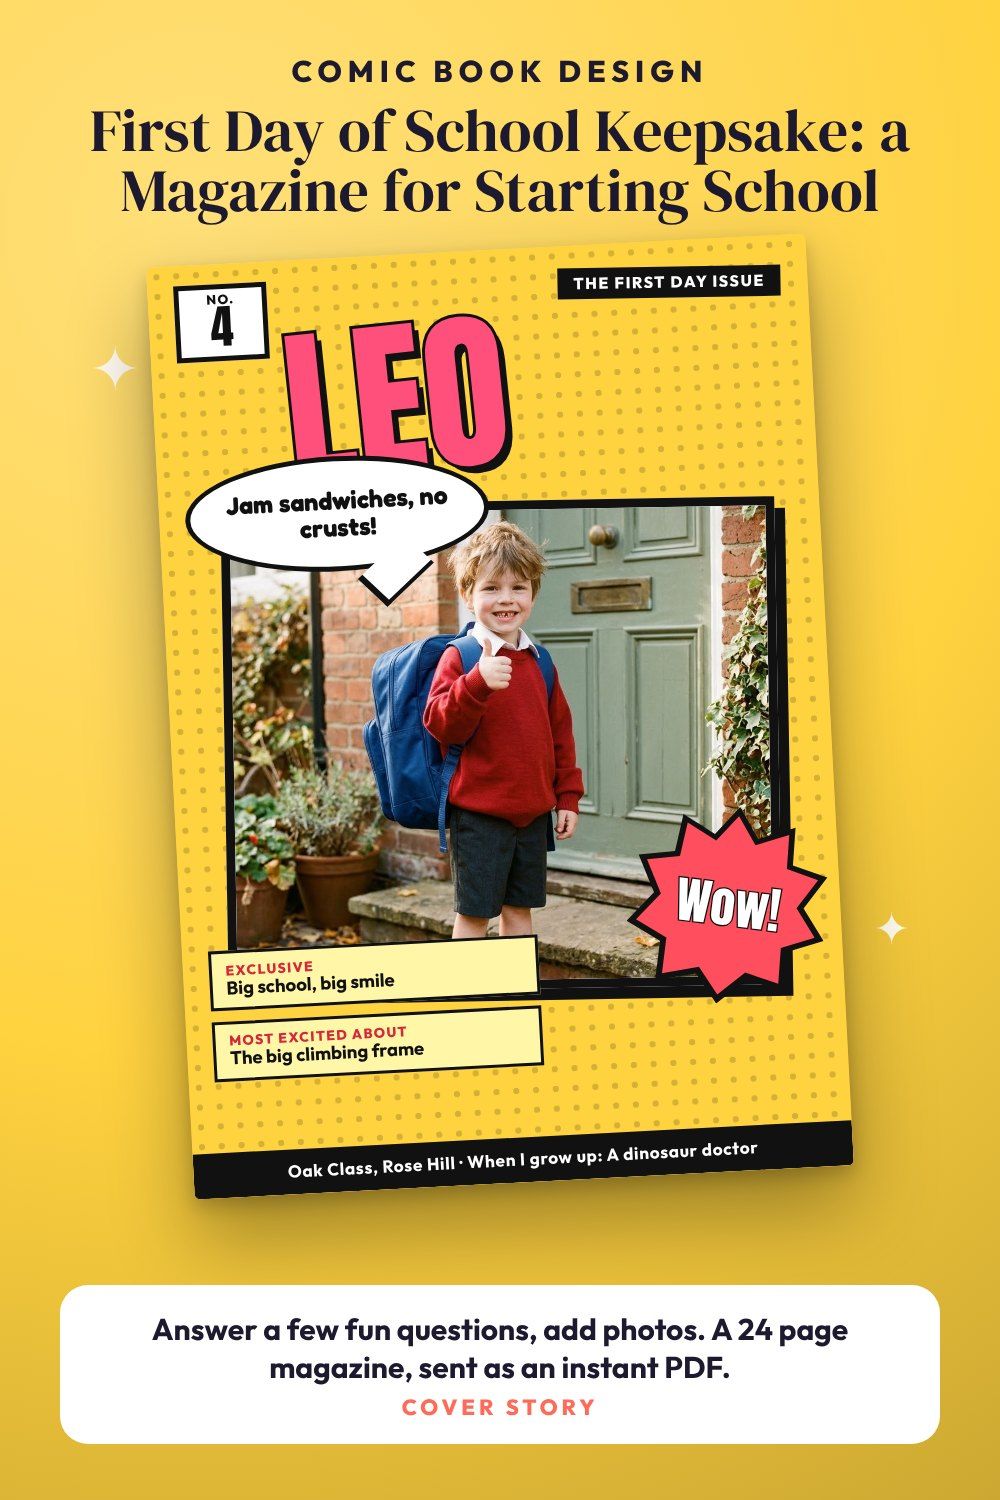 COMIC BOOK DESIGN
First Day of School Keepsake: a
Magazine for Starting School
NO.
4
THE FIRST DAY ISSUE
LEO
Jam sandwiches, no
crusts!
Wow!
EXCLUSIVE
Big school, big smile
MOST EXCITED ABOUT
The big climbing frame
Oak Class, Rose Hill · When I grow up: A dinosaur doctor
Answer a few fun questions, add photos. A 24 page
magazine, sent as an instant PDF.
COVER STORY